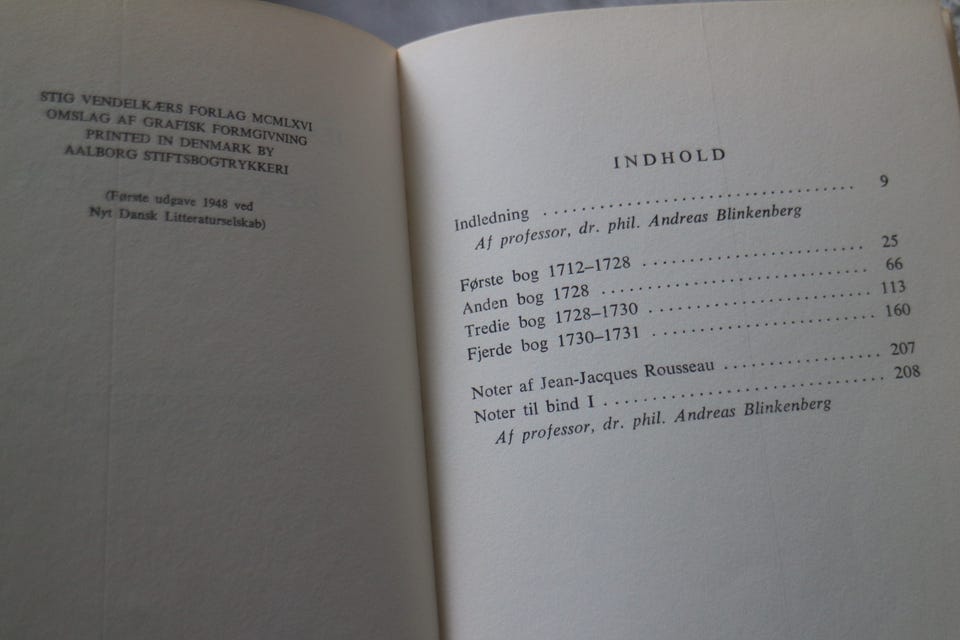 STIG VENDELKÆRS FORLAG MCMLXVI
OMSLAG AF GRAFISK FORMGIVNING
PRINTED IN DENMARK BY
AALBORG STIFTSBOGTRYKKERI
(Første udgave 1948 ved
Nyt Dansk Litteraturselskab)
INDHOLD
Indledning .............................. 9
Af professor, dr. phil. Andreas Blinkenberg
Første bog 1712–1728 .................... 25
Anden bog 1728 ........................ 66
Tredie bog 1728–1730 .................... 113
Fjerde bog 1730–1731 .................... 160
Noter af Jean-Jacques Rousseau .............. 207
Noter til bind I .......................... 208
Af professor, dr. phil. Andreas Blinkenberg